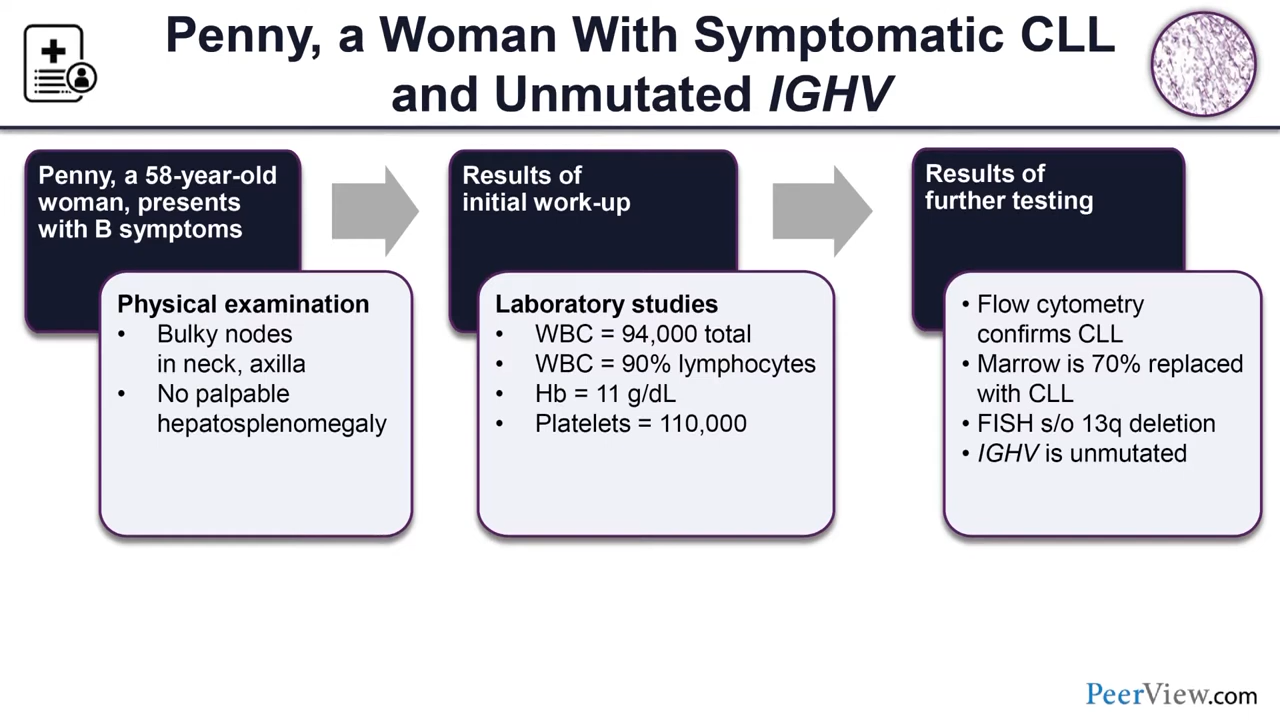 Penny, a Woman With Symptomatic CLL
and Unmutated IGHV
Penny, a 58-year-old
woman, presents
with B symptoms
Physical examination
• Bulky nodes
in neck, axilla
• No palpable
hepatosplenomegaly
Results of
initial work-up
Laboratory studies
• WBC = 94,000 total
• WBC = 90% lymphocytes
• Hb = 11 g/dL
• Platelets = 110,000
Results of
further testing
• Flow cytometry
confirms CLL
• Marrow is 70% replaced
with CLL
• FISH s/o 13q deletion
• IGHV is unmutated
PeerView.com